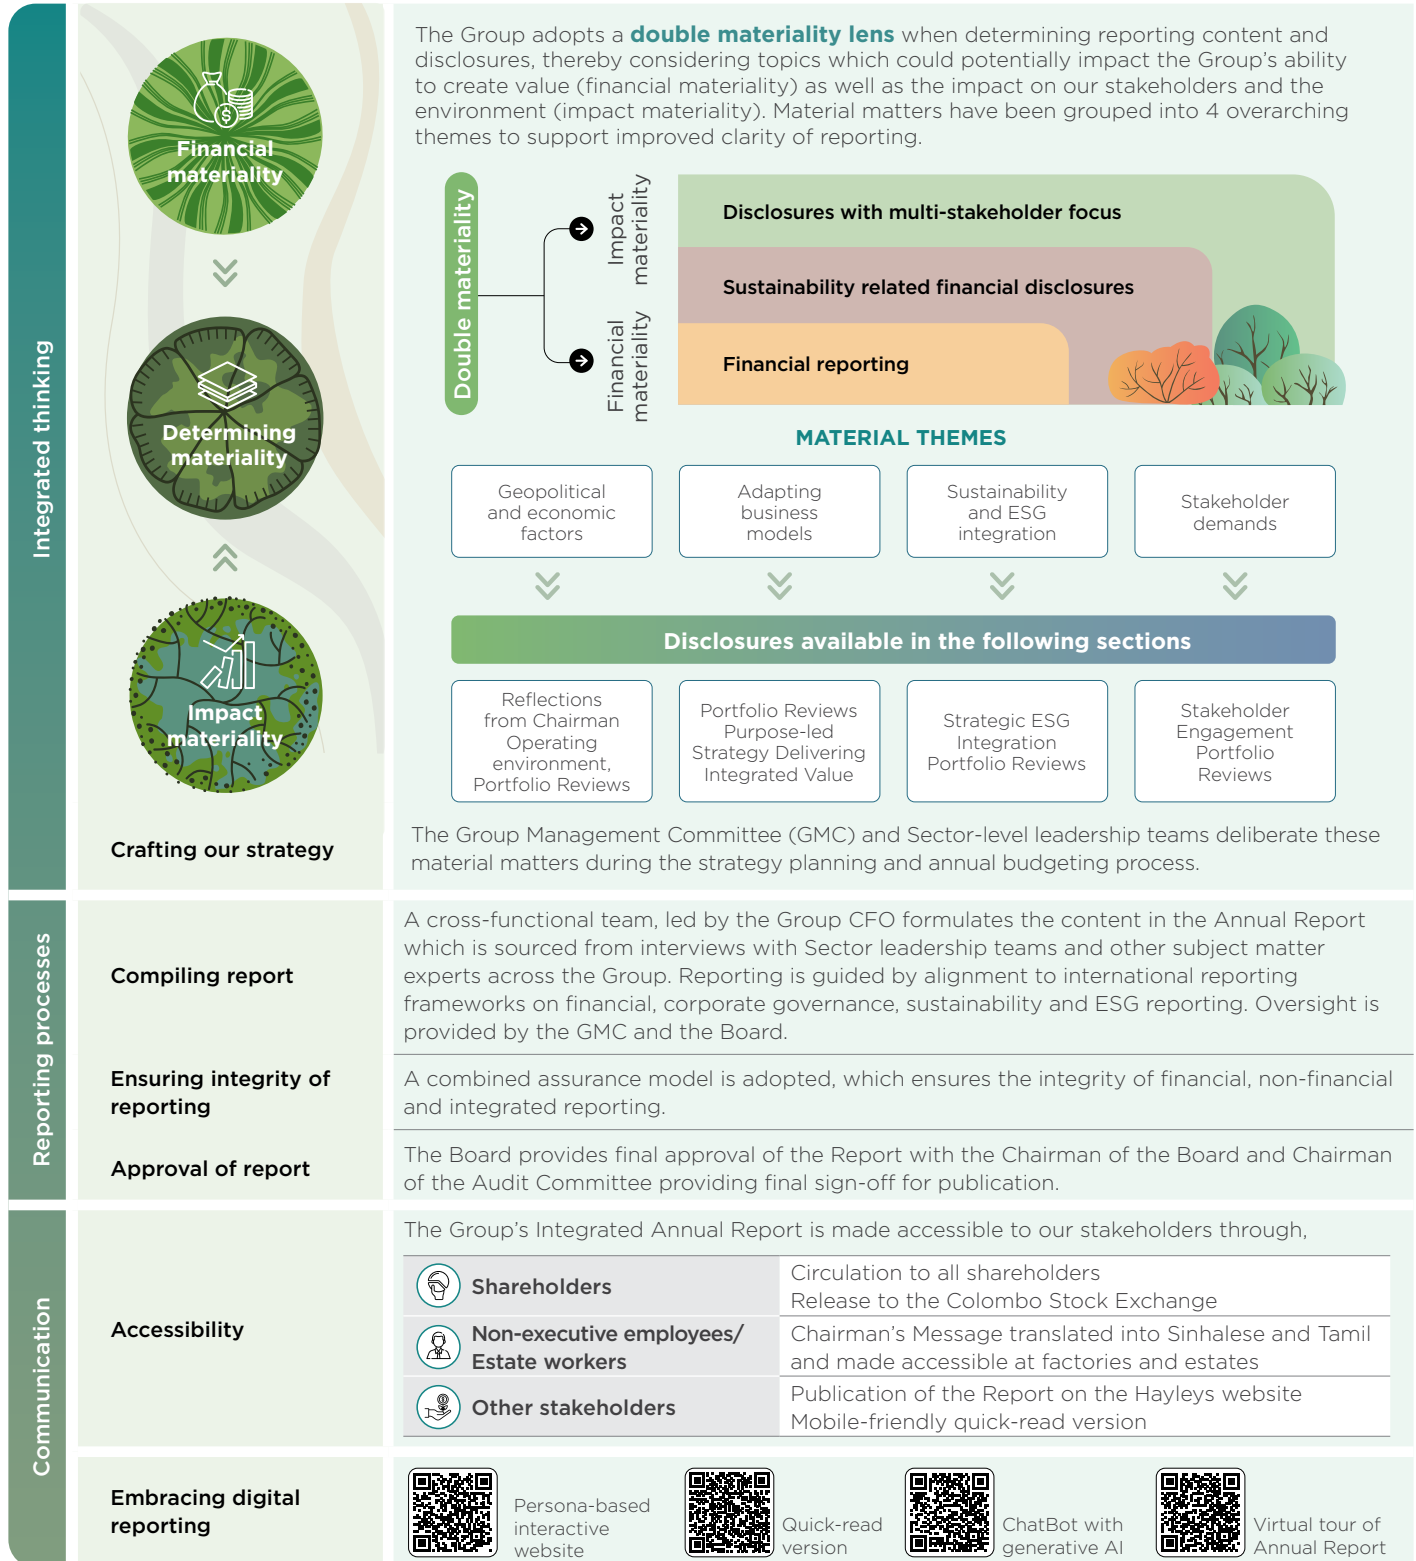 Integrated thinking
Financial
materiality
Determining
materiality
Impact
materiality
Crafting our strategy
The Group adopts a double materiality lens when determining reporting content and
disclosures, thereby considering topics which could potentially impact the Group's ability
to create value (financial materiality) as well as the impact on our stakeholders and the
environment (impact materiality). Material matters have been grouped into 4 overarching
themes to support improved clarity of reporting.
Double materiality
Impact
materiality
Financial
materiality
Disclosures with multi-stakeholder focus
Sustainability related financial disclosures
Financial reporting
MATERIAL THEMES
Geopolitical
and economic
factors
Adapting
business
models
Sustainability
and ESG
integration
Stakeholder
demands
Disclosures available in the following sections
Reflections
from Chairman
Operating
environment,
Portfolio Reviews
Portfolio Reviews
Purpose-led
Strategy Delivering
Integrated Value
Strategic ESG
Integration
Portfolio Reviews
Stakeholder
Engagement
Portfolio
Reviews
The Group Management Committee (GMC) and Sector-level leadership teams deliberate these
material matters during the strategy planning and annual budgeting process.
Reporting processes
Compiling report
A cross-functional team, led by the Group CFO formulates the content in the Annual Report
which is sourced from interviews with Sector leadership teams and other subject matter
experts across the Group. Reporting is guided by alignment to international reporting
frameworks on financial, corporate governance, sustainability and ESG reporting. Oversight is
provided by the GMC and the Board.
Ensuring integrity of
reporting
A combined assurance model is adopted, which ensures the integrity of financial, non-financial
and integrated reporting.
Approval of report
The Board provides final approval of the Report with the Chairman of the Board and Chairman
of the Audit Committee providing final sign-off for publication.
Communication
Accessibility
The Group's Integrated Annual Report is made accessible to our stakeholders through,
Shareholders
Circulation to all shareholders
Release to the Colombo Stock Exchange
Non-executive employees/
Estate workers
Chairman's Message translated into Sinhalese and Tamil
and made accessible at factories and estates
Other stakeholders
Publication of the Report on the Hayleys website
Mobile-friendly quick-read version
Embracing digital
reporting
Persona-based
interactive
website
Quick-read
version
ChatBot with
generative AI
Virtual tour of
Annual Report